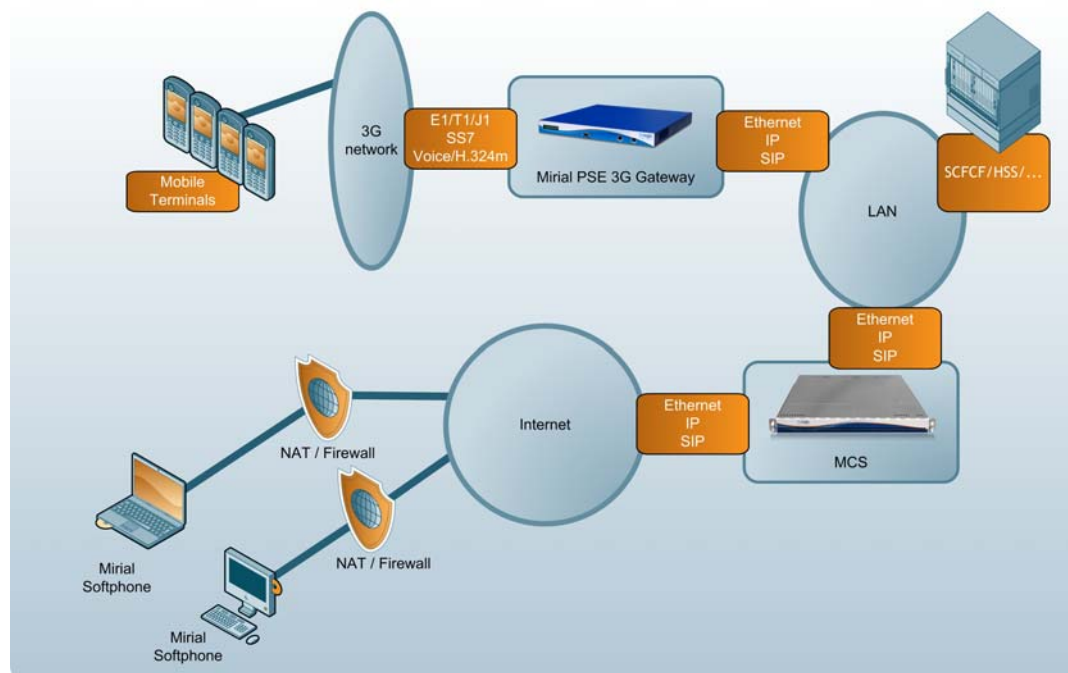 Mobile
Terminals
3G
network
E1/T1/J1
SS7
Voice/H.324m
Mirial PSE 3G Gateway
Ethernet
IP
SIP
LAN
SCFCF/HSS/...
Ethernet
IP
SIP
MCS
Ethernet
IP
SIP
Internet
NAT / Firewall
NAT / Firewall
Mirial
Softphone
Mirial
Softphone